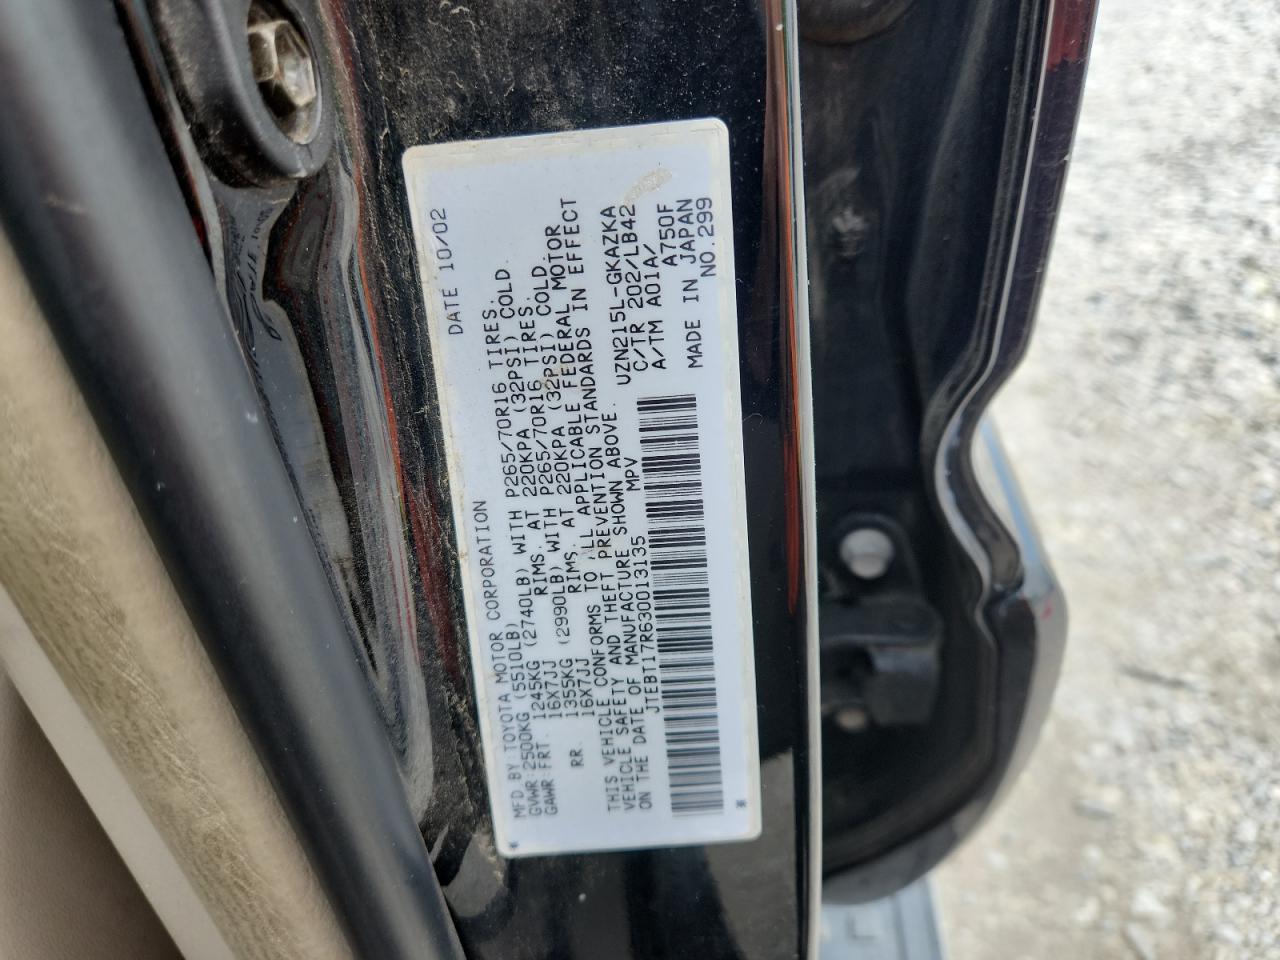 MFD BY:TOYOTA MOTOR CORPORATION DATE 10/02
GVWR:2500KG (5510LB)
GAWR:FRT. 1245KG (2740LB) WITH P265/70R16 TIRES.
16X7JJ RIMS. AT 220KPA (32PSI) COLD.
RR. 1355KG (2990LB) WITH P265/70R16 TIRES.
16X7JJ RIMS. AT 220KPA (32PSI) COLD.
THIS VEHICLE CONFORMS TO ALL APPLICABLE FEDERAL MOTOR
VEHICLE SAFETY AND THEFT PREVENTION STANDARDS IN EFFECT
ON THE DATE OF MANUFACTURE SHOWN ABOVE.
JTEBT17R630013135 MPV
UZN215L-GKAZKA
C/TR 202/LB42
A/TM A01A/ A750F
MADE IN JAPAN
NO.299